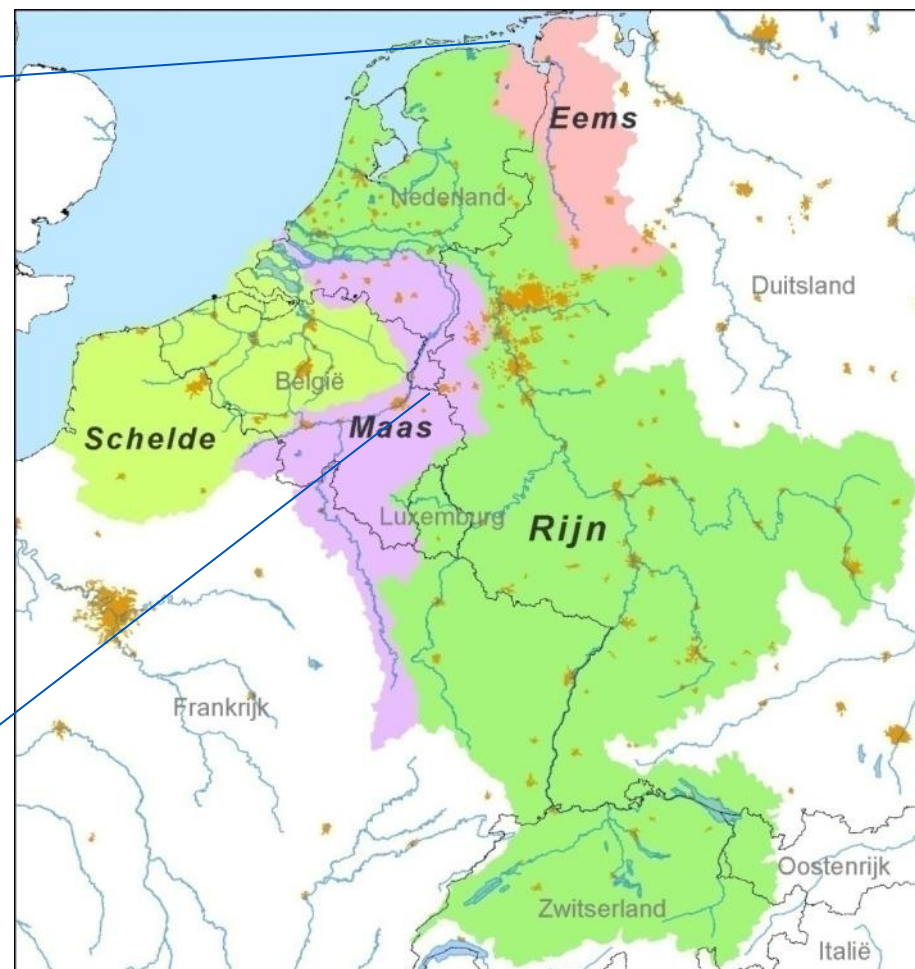 Eems
Nederland
Duitsland
België
Schelde
Maas
Luxemburg
Rijn
Frankrijk
Oostenrijk
Zwitserland
Italië